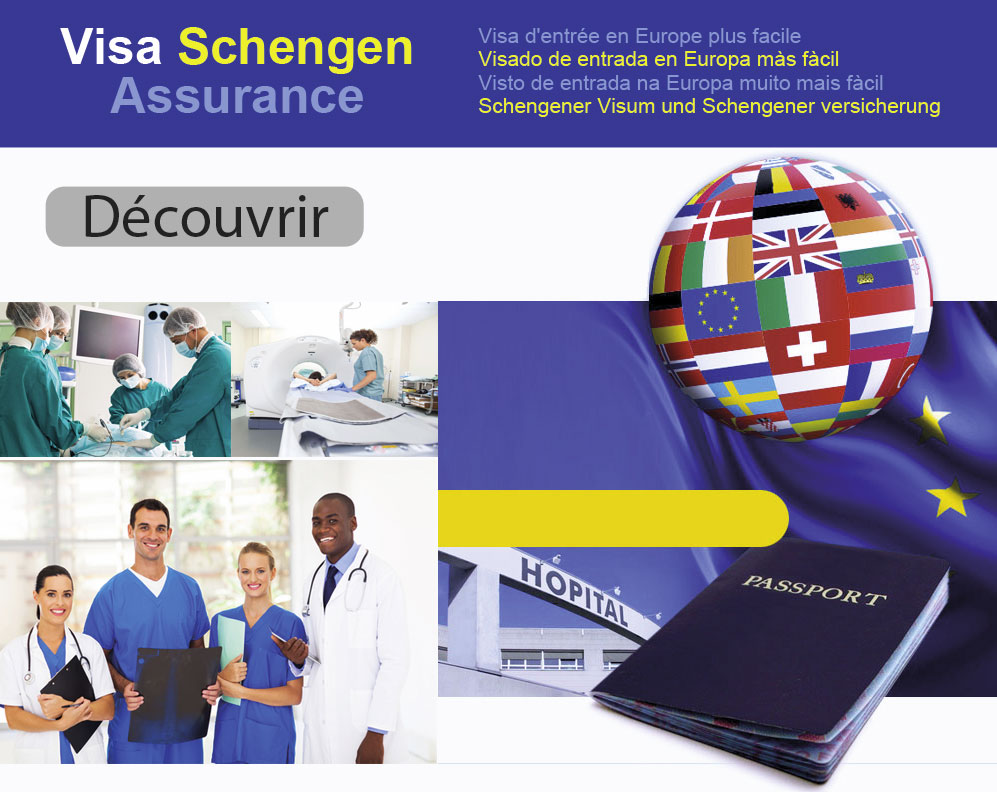 Visa Schengen
Assurance
Visa d'entrée en Europe plus facile
Visado de entrada en Europa màs fàcil
Visto de entrada na Europa muito mais fàcil
Schengener Visum und Schengener versicherung
Découvrir
HOPITAL
PASSPORT